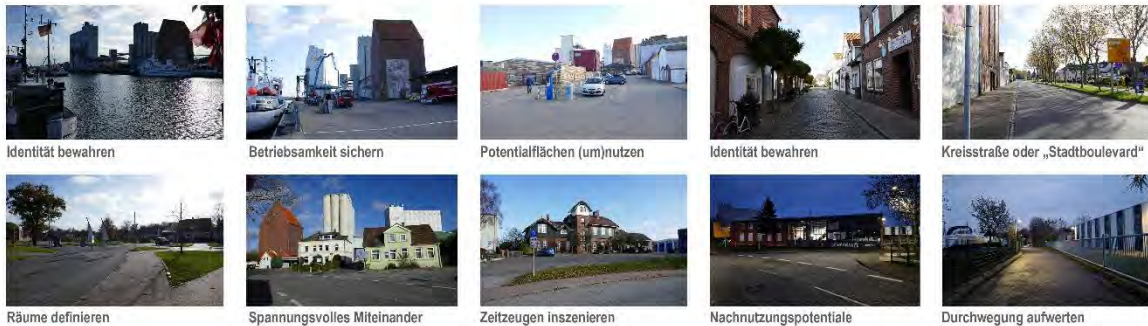 Identität bewahren
Betriebsamkeit sichern
Potentialflächen (um)nutzen
Identität bewahren
Kreisstraße oder „Stadtboulevard“
Räume definieren
Spannungsvolles Miteinander
Zeitzeugen inszenieren
Nachnutzungspotentiale
Durchwegung aufwerten